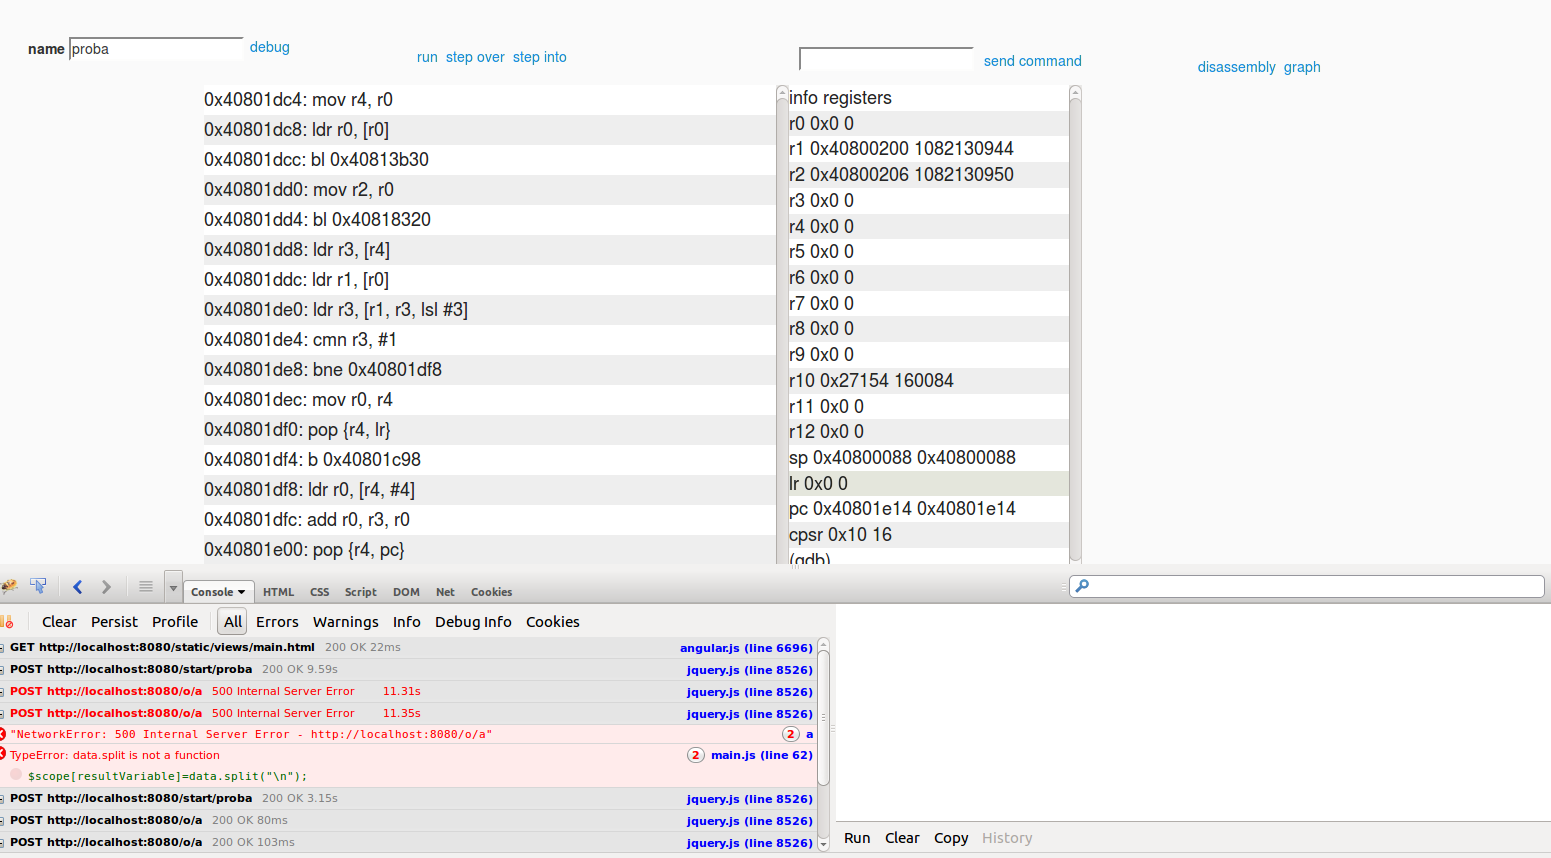 name proba debug
run step over step into
send command
disassembly graph
0x40801dc4: mov r4, r0
0x40801dc8: ldr r0, [r0]
0x40801dcc: bl 0x40813b30
0x40801dd0: mov r2, r0
0x40801dd4: bl 0x40818320
0x40801dd8: ldr r3, [r4]
0x40801ddc: ldr r1, [r0]
0x40801de0: ldr r3, [r1, r3, lsl #3]
0x40801de4: cmn r3, #1
0x40801de8: bne 0x40801df8
0x40801dec: mov r0, r4
0x40801df0: pop {r4, lr}
0x40801df4: b 0x40801c98
0x40801df8: ldr r0, [r4, #4]
0x40801dfc: add r0, r3, r0
0x40801e00: pop {r4, pc}
info registers
r0 0x0 0
r1 0x40800200 1082130944
r2 0x40800206 1082130950
r3 0x0 0
r4 0x0 0
r5 0x0 0
r6 0x0 0
r7 0x0 0
r8 0x0 0
r9 0x0 0
r10 0x27154 160084
r11 0x0 0
r12 0x0 0
sp 0x40800088 0x40800088
lr 0x0 0
pc 0x40801e14 0x40801e14
cpsr 0x10 16
(gdb)
Console HTML CSS Script DOM Net Cookies
Clear Persist Profile All Errors Warnings Info Debug Info Cookies
GET http://localhost:8080/static/views/main.html 200 OK 22ms angular.js (line 6696)
POST http://localhost:8080/start/proba 200 OK 9.59s jquery.js (line 8526)
POST http://localhost:8080/o/a 500 Internal Server Error 11.31s jquery.js (line 8526)
POST http://localhost:8080/o/a 500 Internal Server Error 11.35s jquery.js (line 8526)
"NetworkError: 500 Internal Server Error - http://localhost:8080/o/a" 2 a
TypeError: data.split is not a function 2 main.js (line 62)
$scope[resultVariable]=data.split("\n");
POST http://localhost:8080/start/proba 200 OK 3.15s jquery.js (line 8526)
POST http://localhost:8080/o/a 200 OK 80ms jquery.js (line 8526)
POST http://localhost:8080/o/a 200 OK 103ms jquery.js (line 8526)
Run Clear Copy History